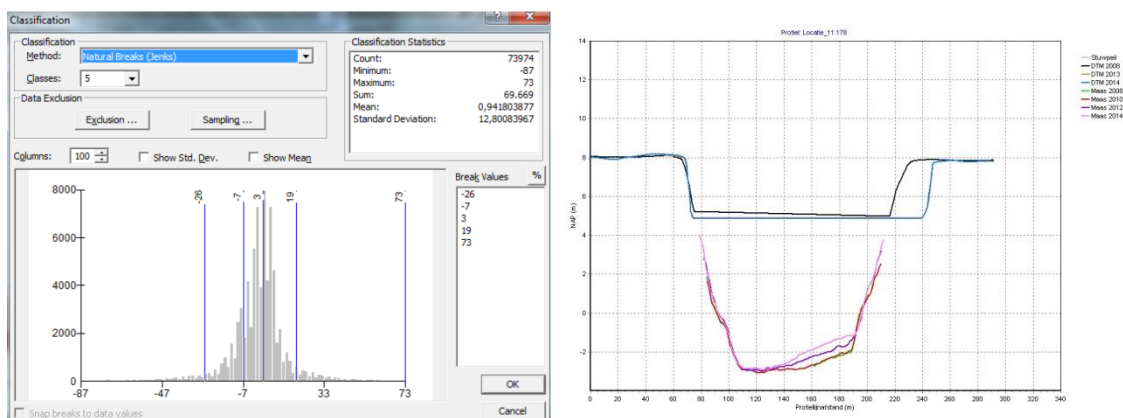 Classification
Classification
Method:
Natural Breaks (Jenks)
Classes:
5
Data Exclusion
Exclusion ...
Sampling ...
Classification Statistics
Count: 73974
Minimum: -87
Maximum: 73
Sum: 69.669
Mean: 0,941803877
Standard Deviation: 12,80083967
Columns:
100
Show Std. Dev.
Show Mean
Break Values
%
-26
-7
3
19
73
8000
6000
4000
2000
0
-26
-7
3
19
73
-87
-47
-7
33
73
OK
Cancel
Snap breaks to data values
Profiel: Locatie_11.178
14
12
10
8
6
4
2
0
-2
NAP (m)
0 20 40 60 80 100 120 140 160 180 200 220 240 260 280 300 320 340
Profiellijnafstand (m)
Stuwpeil
DTM 2008
DTM 2013
DTM 2014
Maas 2008
Maas 2010
Maas 2012
Maas 2014